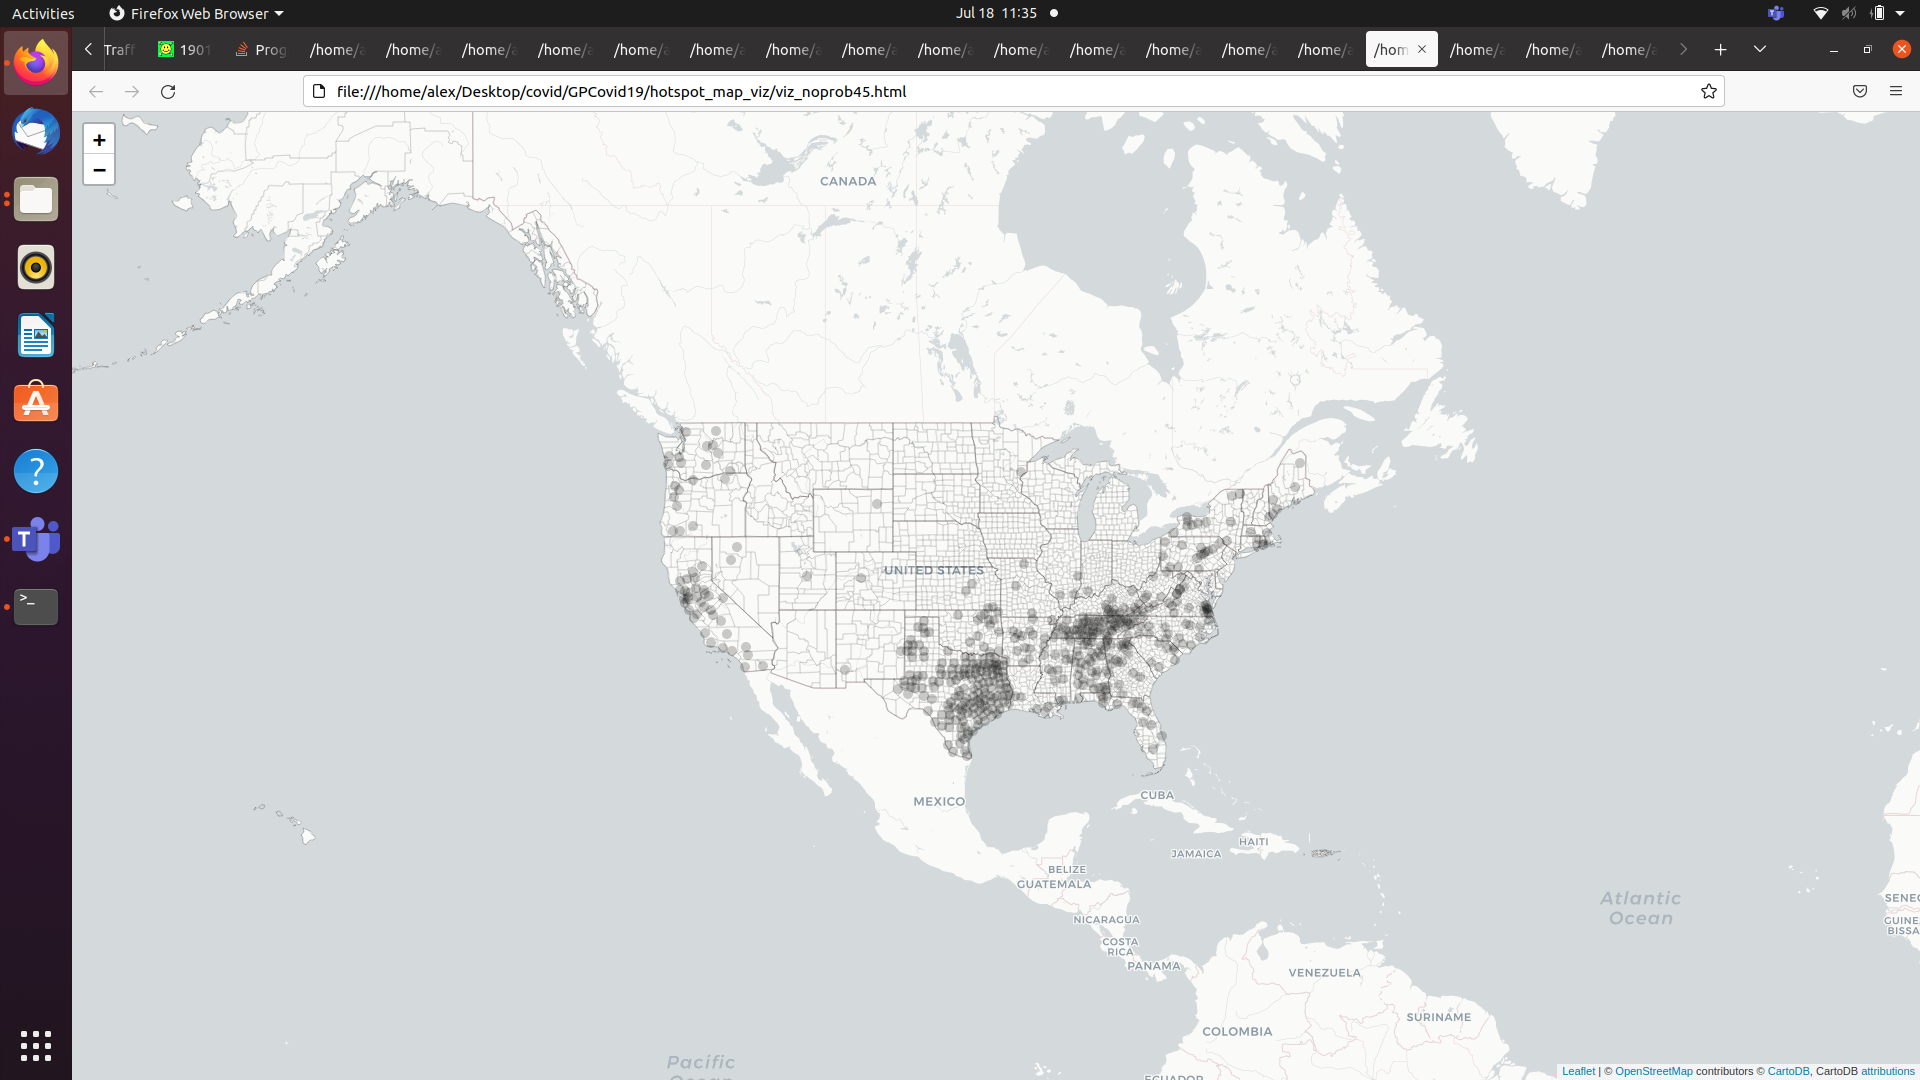 Activities
Firefox Web Browser
Jul 18 11:35
Traff
1901
Prog
/home/a
/home/a
/home/a
/home/a
/home/a
/home/a
/home/a
/home/a
/home/a
/home/a
/home/a
/home/a
/home/a
/home/a
/hom
/home/a
/home/a
/home/a
file:///home/alex/Desktop/covid/GPCovid19/hotspot_map_viz/viz_noprob45.html
+
−
CANADA
UNITED STATES
MEXICO
CUBA
HAITI
JAMAICA
BELIZE
GUATEMALA
NICARAGUA
COSTA
RICA
PANAMA
VENEZUELA
COLOMBIA
SURINAME
ECUADOR
Atlantic
Ocean
SENEG
GUINE
BISSA
Pacific
Ocean
Leaflet | © OpenStreetMap contributors © CartoDB, CartoDB attributions